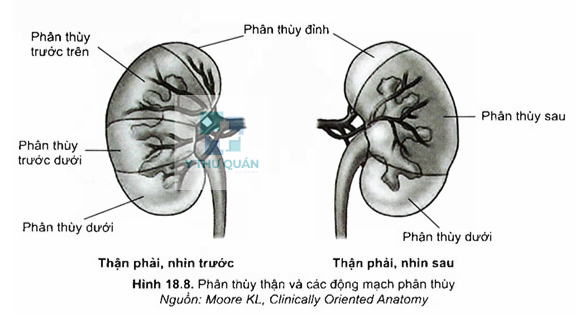 Phân thùy đỉnh
Phân thùy
trước trên
Phân thùy sau
Phân thùy
trước dưới
Y THƯ QUÁN
Phân thùy dưới
Phân thùy dưới
Thận phải, nhìn trước
Thận phải, nhìn sau
Hình 18.8. Phân thùy thận và các động mạch phân thùy
Nguồn: Moore KL, Clinically Oriented Anatomy